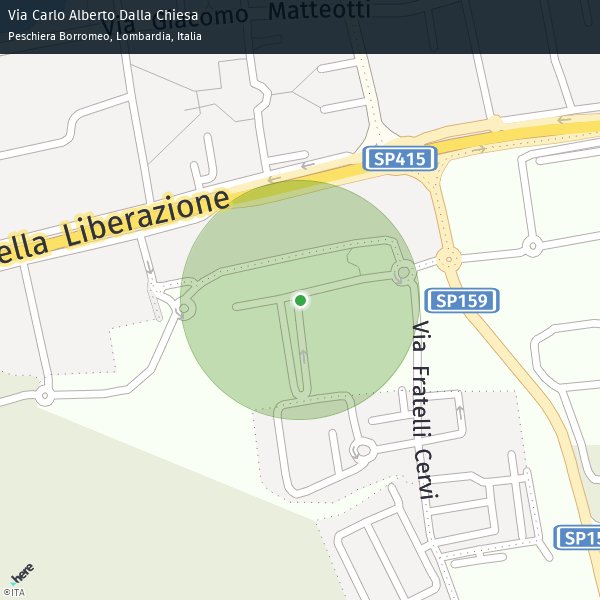 Via Carlo Alberto Dalla Chiesa
Peschiera Borromeo, Lombardia, Italia
Via Giacomo Matteotti
SP415
ella Liberazione
SP159
Via Fratelli Cervi
SP15
here
©ITA